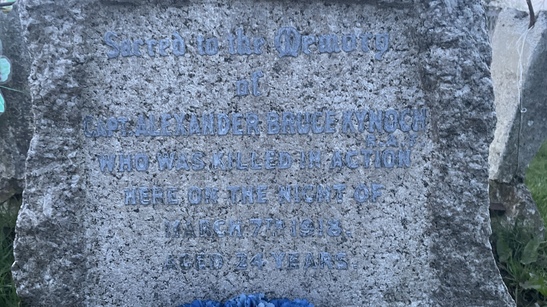 Sacred to the Memory
of
CAPT. ALEXANDER BRUCE KYNOCH
R.F.C.
WHO WAS KILLED IN ACTION
HERE ON THE NIGHT OF
MARCH 7TH 1918.
AGED 24 YEARS